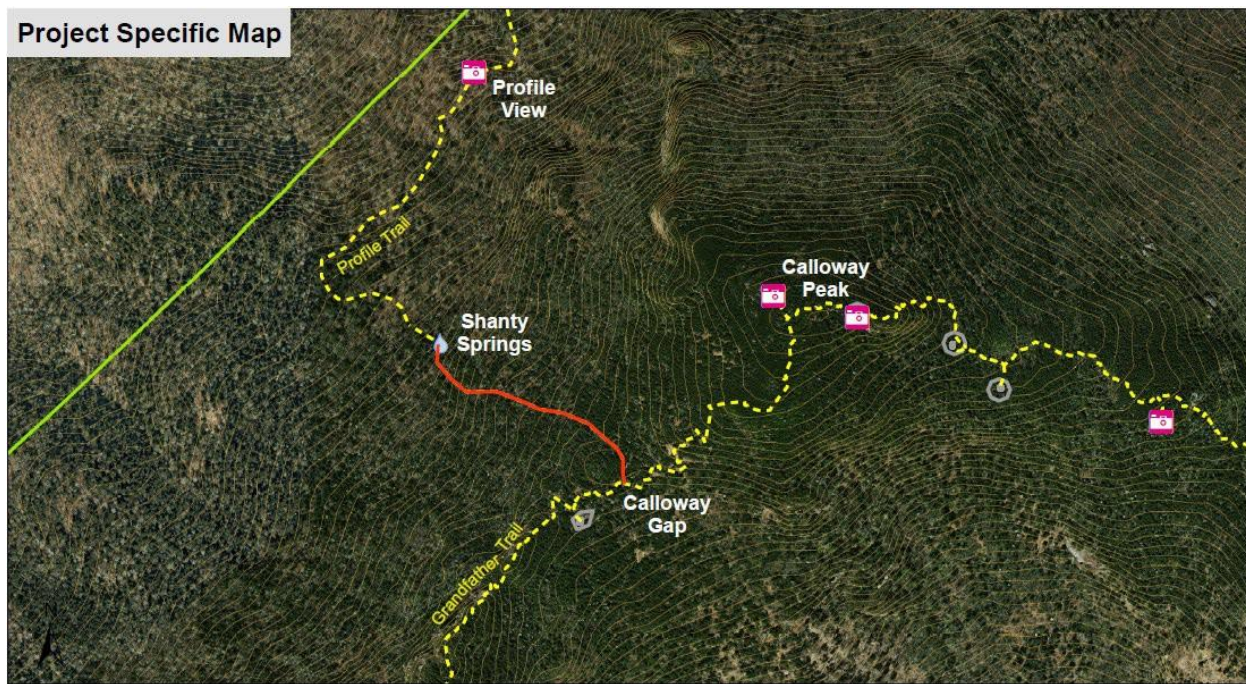 Project Specific Map
Profile
View
Profile Trail
Calloway
Peak
Shanty
Springs
Calloway
Gap
Grandfather Trail